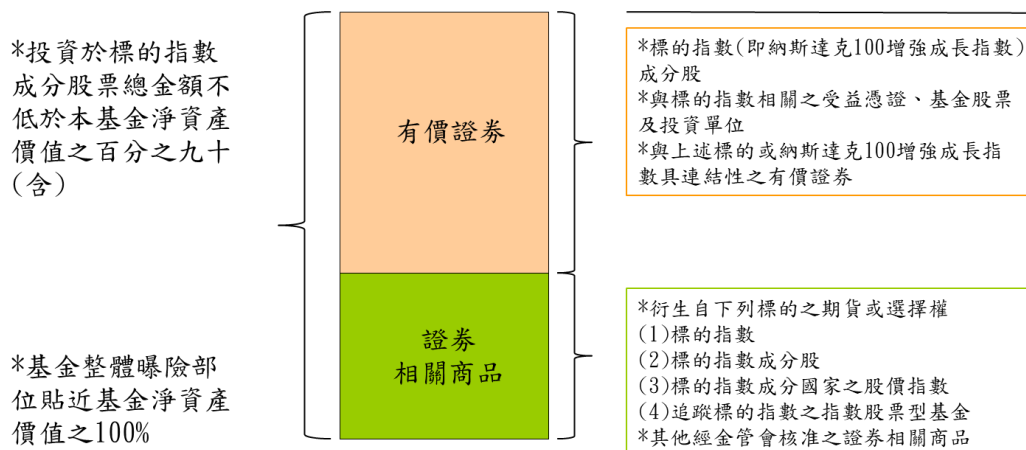 *投資於標的指數
成分股票總金額不
低於本基金淨資產
價值之百分之九十
(含)
*基金整體曝險部
位貼近基金淨資產
價值之100%
有價證券
證券
相關商品
*標的指數(即納斯達克100增強成長指數)
成分股
*與標的指數相關之受益憑證、基金股票
及投資單位
*與上述標的或納斯達克100增強成長指
數具連結性之有價證券
*衍生自下列標的之期貨或選擇權
(1)標的指數
(2)標的指數成分股
(3)標的指數成分國家之股價指數
(4)追蹤標的指數之指數股票型基金
*其他經金管會核准之證券相關商品